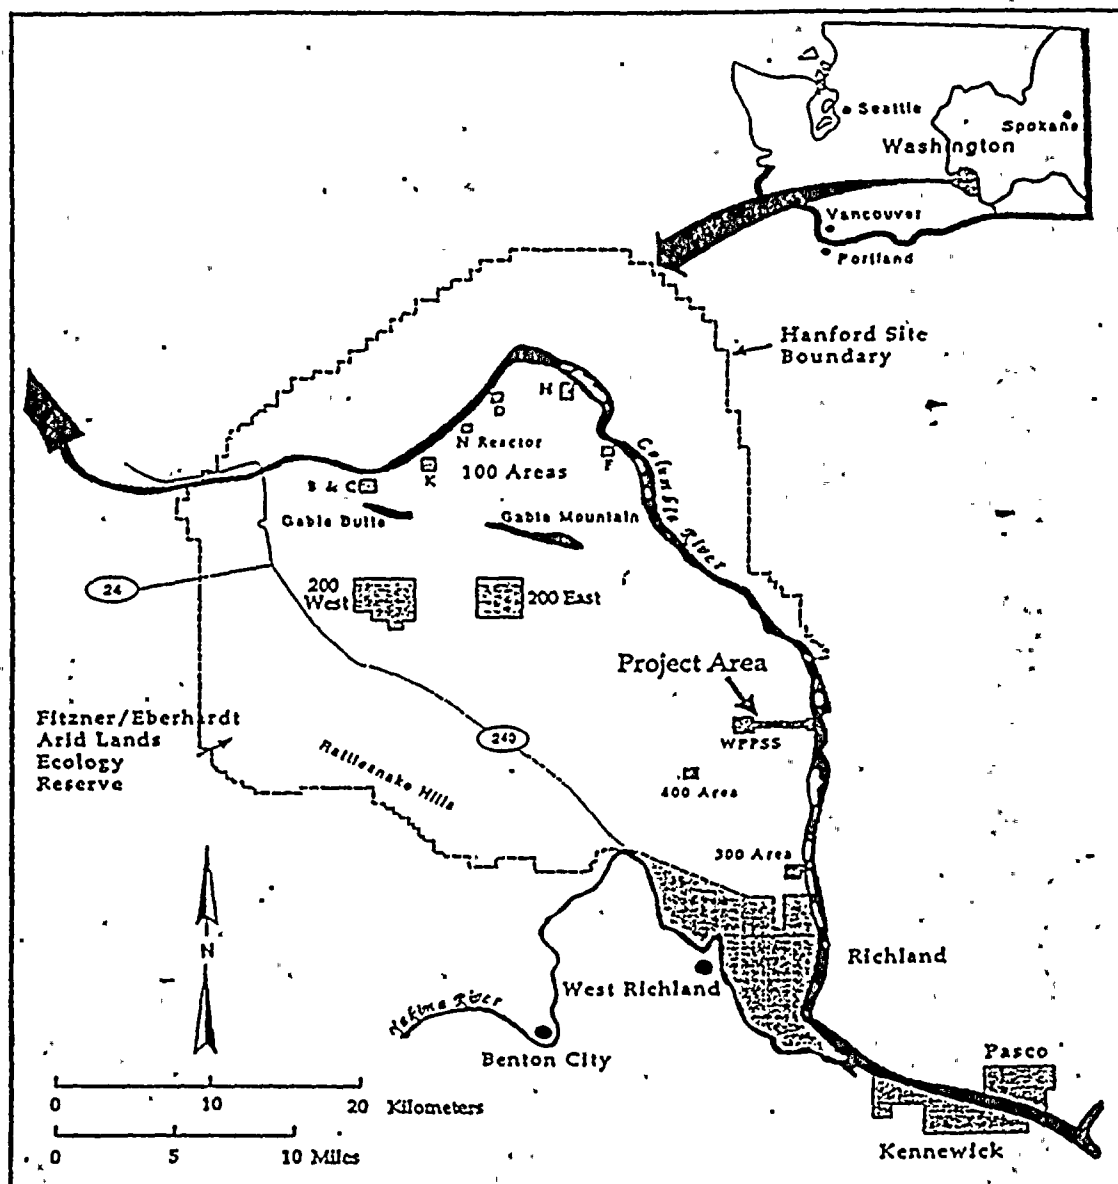 Seattle
Spokane
Washington
Vancouver
Portland
Hanford Site
Boundary
H
D
N Reactor
100 Areas
F
K
B & C
Columbia River
Gable Butte
Gable Mountain
24
200
West
200 East
Project Area
WPPSS
Fitzner/Eberhardt
Arid Lands
Ecology
Reserve
240
Rattlesnake Hills
400 Area
300 Area
N
Richland
West Richland
Yakima River
Benton City
Pasco
Kennewick
0 10 20 Kilometers
0 5 10 Miles